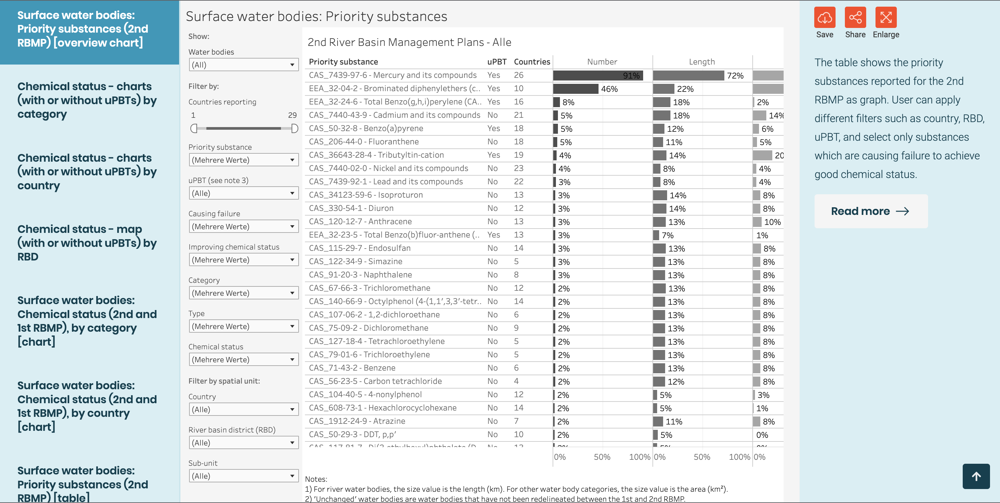 Surface water bodies:
Priority substances (2nd
RBMP) [overview chart]
Chemical status - charts
(with or without uPBTs) by
category
Chemical status - charts
(with or without uPBTs) by
country
Chemical status - map
(with or without uPBTs) by
RBD
Surface water bodies:
Chemical status (2nd and
1st RBMP), by category
[chart]
Surface water bodies:
Chemical status (2nd and
1st RBMP), by country
[chart]
Surface water bodies:
Priority substances (2nd
RBMP) [table]
Surface water bodies: Priority substances
Show:
Water bodies
(All)
Filter by:
Countries reporting
1 29
Priority substance
(Mehrere Werte)
uPBT (see note 3)
(Alle)
Causing failure
(Mehrere Werte)
Improving chemical status
(Mehrere Werte)
Category
(Mehrere Werte)
Type
(Mehrere Werte)
Chemical status
(Mehrere Werte)
Filter by spatial unit:
Country
(Alle)
River basin district (RBD)
(Alle)
Sub-unit
(Alle)
2nd River Basin Management Plans - Alle
Priority substance uPBT Countries Number Length
CAS_7439-97-6 - Mercury and its compounds Yes 26 91% 72%
EEA_32-04-2 - Brominated diphenylethers (c.. Yes 10 46% 22%
EEA_32-24-6 - Total Benzo(g,h,i)perylene (CA.. Yes 16 8% 18% 2%
CAS_7440-43-9 - Cadmium and its compounds No 21 5% 18% 14%
CAS_50-32-8 - Benzo(a)pyrene Yes 18 5% 12% 6%
CAS_206-44-0 - Fluoranthene No 18 5% 11% 5%
CAS_36643-28-4 - Tributyltin-cation Yes 19 4% 14% 20
CAS_7440-02-0 - Nickel and its compounds No 23 4% 8% 4%
CAS_7439-92-1 - Lead and its compounds No 22 3% 8% 4%
CAS_34123-59-6 - Isoproturon No 13 3% 14% 8%
CAS_330-54-1 - Diuron No 12 3% 14% 8%
CAS_120-12-7 - Anthracene No 13 3% 13% 10%
EEA_32-23-5 - Total Benzo(b)fluor-anthene (.. Yes 13 3% 7% 1%
CAS_115-29-7 - Endosulfan No 14 3% 13% 8%
CAS_122-34-9 - Simazine No 5 3% 13% 8%
CAS_91-20-3 - Naphthalene No 8 3% 13% 8%
CAS_67-66-3 - Trichloromethane No 12 2% 13% 8%
CAS_140-66-9 - Octylphenol (4-(1,1',3,3'-tetr.. No 14 2% 13% 8%
CAS_107-06-2 - 1,2-dichloroethane No 6 2% 13% 8%
CAS_75-09-2 - Dichloromethane No 9 2% 13% 8%
CAS_127-18-4 - Tetrachloroethylene No 5 2% 13% 8%
CAS_79-01-6 - Trichloroethylene No 5 2% 13% 8%
CAS_71-43-2 - Benzene No 6 2% 13% 8%
CAS_56-23-5 - Carbon tetrachloride No 4 2% 12% 8%
CAS_104-40-5 - 4-nonylphenol No 12 2% 5% 3%
CAS_608-73-1 - Hexachlorocyclohexane No 14 2% 5% 1%
CAS_1912-24-9 - Atrazine No 7 2% 11% 8%
CAS_50-29-3 - DDT, p,p' No 10 2% 5% 0%
0% 50% 100% 0% 50% 100% 0%
Notes:
1) For river water bodies, the size value is the length (km). For other water body categories, the size value is the area (km²).
2) 'Unchanged' water bodies are water bodies that have not been redelineated between the 1st and 2nd RBMP.
Save Share Enlarge
The table shows the priority
substances reported for the 2nd
RBMP as graph. User can apply
different filters such as country, RBD,
uPBT, and select only substances
which are causing failure to achieve
good chemical status.
Read more